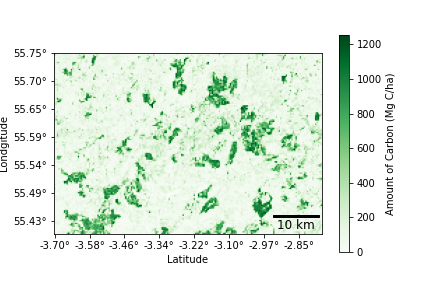 55.75°
55.70°
55.65°
55.59°
55.54°
55.49°
55.43°
Londgitude
-3.70° -3.58° -3.46° -3.34° -3.22° -3.10° -2.97° -2.85°
Latitude
10 km
1200
1000
800
600
400
200
0
Amount of Carbon (Mg C/ha)